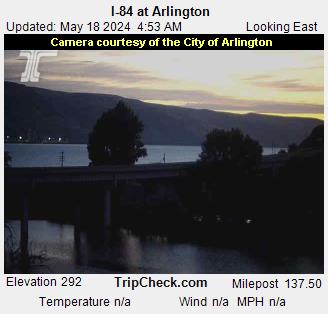 I-84 at Arlington
Updated: May 18 2024 4:53 AM Looking East
Camera courtesy of the City of Arlington
Elevation 292 TripCheck.com Milepost 137.50
Temperature n/a Wind n/a MPH n/a